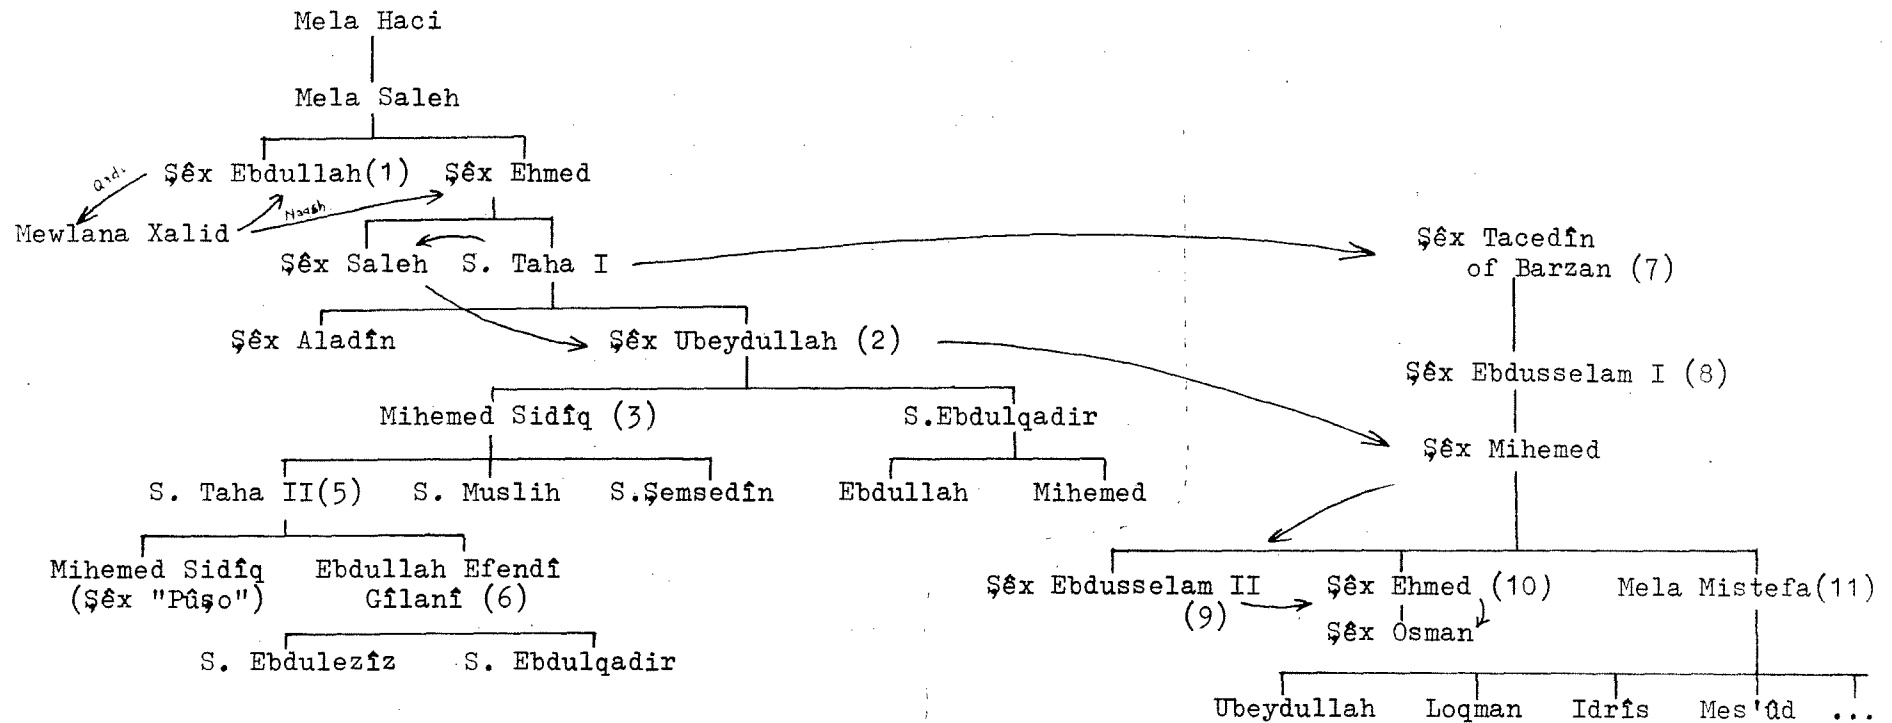 Mela Haci
Mela Saleh
Şêx Ebdullah(1) Şêx Ehmed
Qad.
Naqsh.
Mewlana Xalid
Şêx Tacedîn
of Barzan (7)
Şêx Saleh S. Taha I
Şêx Aladîn Şêx Ubeydullah (2)
Şêx Ebdusselam I (8)
Mihemed Sidîq (3) S.Ebdulqadir
Şêx Mihemed
S. Taha II(5) S. Muslih S.Şemsedîn Ebdullah Mihemed
Mihemed Sidîq Ebdullah Efendî
(Şêx "Pûşo") Gîlanî (6)
Şêx Ebdusselam II Şêx Ehmed (10) Mela Mistefa(11)
(9)
Şêx Osman
S. Ebdulezîz S. Ebdulqadir
Ubeydullah Loqman Idrîs Mes'ûd ...